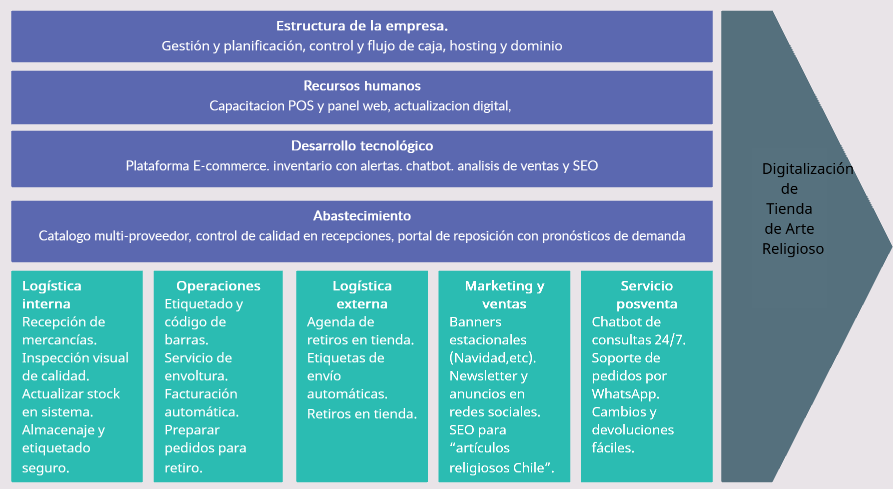 Estructura de la empresa.
Gestión y planificación, control y flujo de caja, hosting y dominio
Recursos humanos
Capacitacion POS y panel web, actualizacion digital,
Desarrollo tecnológico
Plataforma E-commerce. inventario con alertas. chatbot. analisis de ventas y SEO
Abastecimiento
Catalogo multi-proveedor, control de calidad en recepciones, portal de reposición con pronósticos de demanda
Logística
interna
Recepción de
mercancías.
Inspección visual
de calidad.
Actualizar stock
en sistema.
Almacenaje y
etiquetado
seguro.
Operaciones
Etiquetado y
código de
barras.
Servicio de
envoltura.
Facturación
automática.
Preparar
pedidos para
retiro.
Logística
externa
Agenda de
retiros en tienda.
Etiquetas de
envío
automáticas.
Retiros en tienda.
Marketing y
ventas
Banners
estacionales
(Navidad,etc).
Newsletter y
anuncios en
redes sociales.
SEO para
“artículos
religiosos Chile”.
Servicio
posventa
Chatbot de
consultas 24/7.
Soporte de
pedidos por
WhatsApp.
Cambios y
devoluciones
fáciles.
Digitalización
de
Tienda
de Arte
Religioso